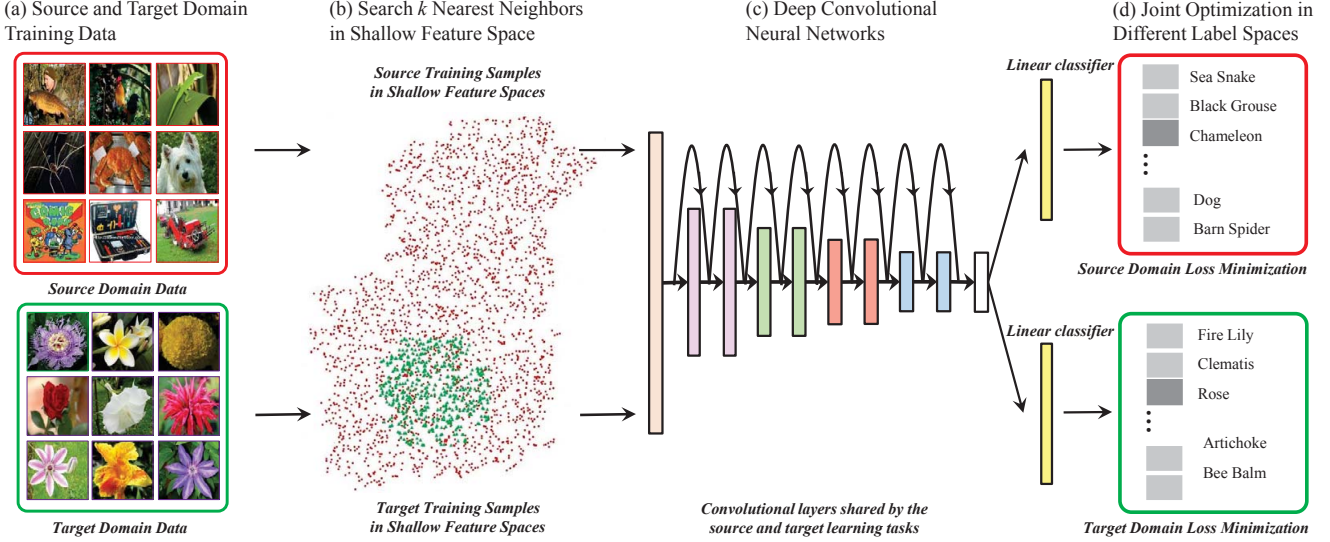 (a) Source and Target Domain
Training Data
(b) Search k Nearest Neighbors
in Shallow Feature Space
(c) Deep Convolutional
Neural Networks
(d) Joint Optimization in
Different Label Spaces
Source Training Samples
in Shallow Feature Spaces
Linear classifier
Sea Snake
Black Grouse
Chameleon
Dog
Barn Spider
Source Domain Data
Source Domain Loss Minimization
Linear classifier
Fire Lily
Clematis
Rose
Artichoke
Bee Balm
Target Domain Data
Target Training Samples
in Shallow Feature Spaces
Convolutional layers shared by the
source and target learning tasks
Target Domain Loss Minimization